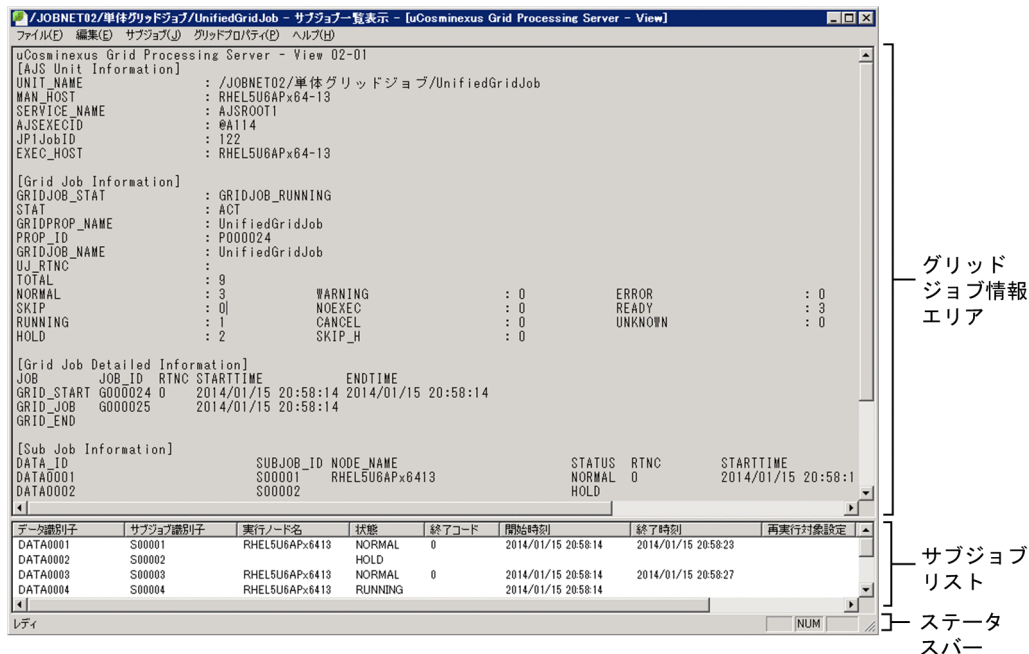 /JOBNET02/単体グリッドジョブ/UnifiedGridJob - サブジョブ一覧表示 - [uCosminexus Grid Processing Server - View]
ファイル(F) 編集(E) サブジョブ(J) グリッドプロパティ(P) ヘルプ(H)
uCosminexus Grid Processing Server - View 02-01
[AJS Unit Information]
UNIT_NAME : /JOBNET02/単体グリッドジョブ/UnifiedGridJob
MAN_HOST : RHEL5U6APx64-13
SERVICE_NAME : AJSROOT1
AJSEXECID : @A114
JP1JobID : 122
EXEC_HOST : RHEL5U6APx64-13
[Grid Job Information]
GRIDJOB_STAT : GRIDJOB_RUNNING
STAT : ACT
GRIDPROP_NAME : UnifiedGridJob
PROP_ID : P000024
GRIDJOB_NAME : UnifiedGridJob
UJ_RTNC :
TOTAL : 9
NORMAL : 3 WARNING : 0 ERROR : 0
SKIP : 0 NOEXEC : 0 READY : 3
RUNNING : 1 CANCEL : 0 UNKNOWN : 0
HOLD : 2 SKIP_H : 0
[Grid Job Detailed Information]
JOB JOB_ID RTNC STARTTIME ENDTIME
GRID_START G000024 0 2014/01/15 20:58:14 2014/01/15 20:58:14
GRID_JOB G000025 2014/01/15 20:58:14
GRID_END
[Sub Job Information]
DATA_ID SUBJOB_ID NODE_NAME STATUS RTNC STARTTIME
DATA0001 S00001 RHEL5U6APx6413 NORMAL 0 2014/01/15 20:58:1
DATA0002 S00002 HOLD
データ識別子 サブジョブ識別子 実行ノード名 状態 終了コード 開始時刻 終了時刻 再実行対象設定
DATA0001 S00001 RHEL5U6APx6413 NORMAL 0 2014/01/15 20:58:14 2014/01/15 20:58:23
DATA0002 S00002 HOLD
DATA0003 S00003 RHEL5U6APx6413 NORMAL 0 2014/01/15 20:58:14 2014/01/15 20:58:27
DATA0004 S00004 RHEL5U6APx6413 RUNNING 2014/01/15 20:58:14
レディ NUM
グリッド
ジョブ情報
エリア
サブジョブ
リスト
ステータ
スバー